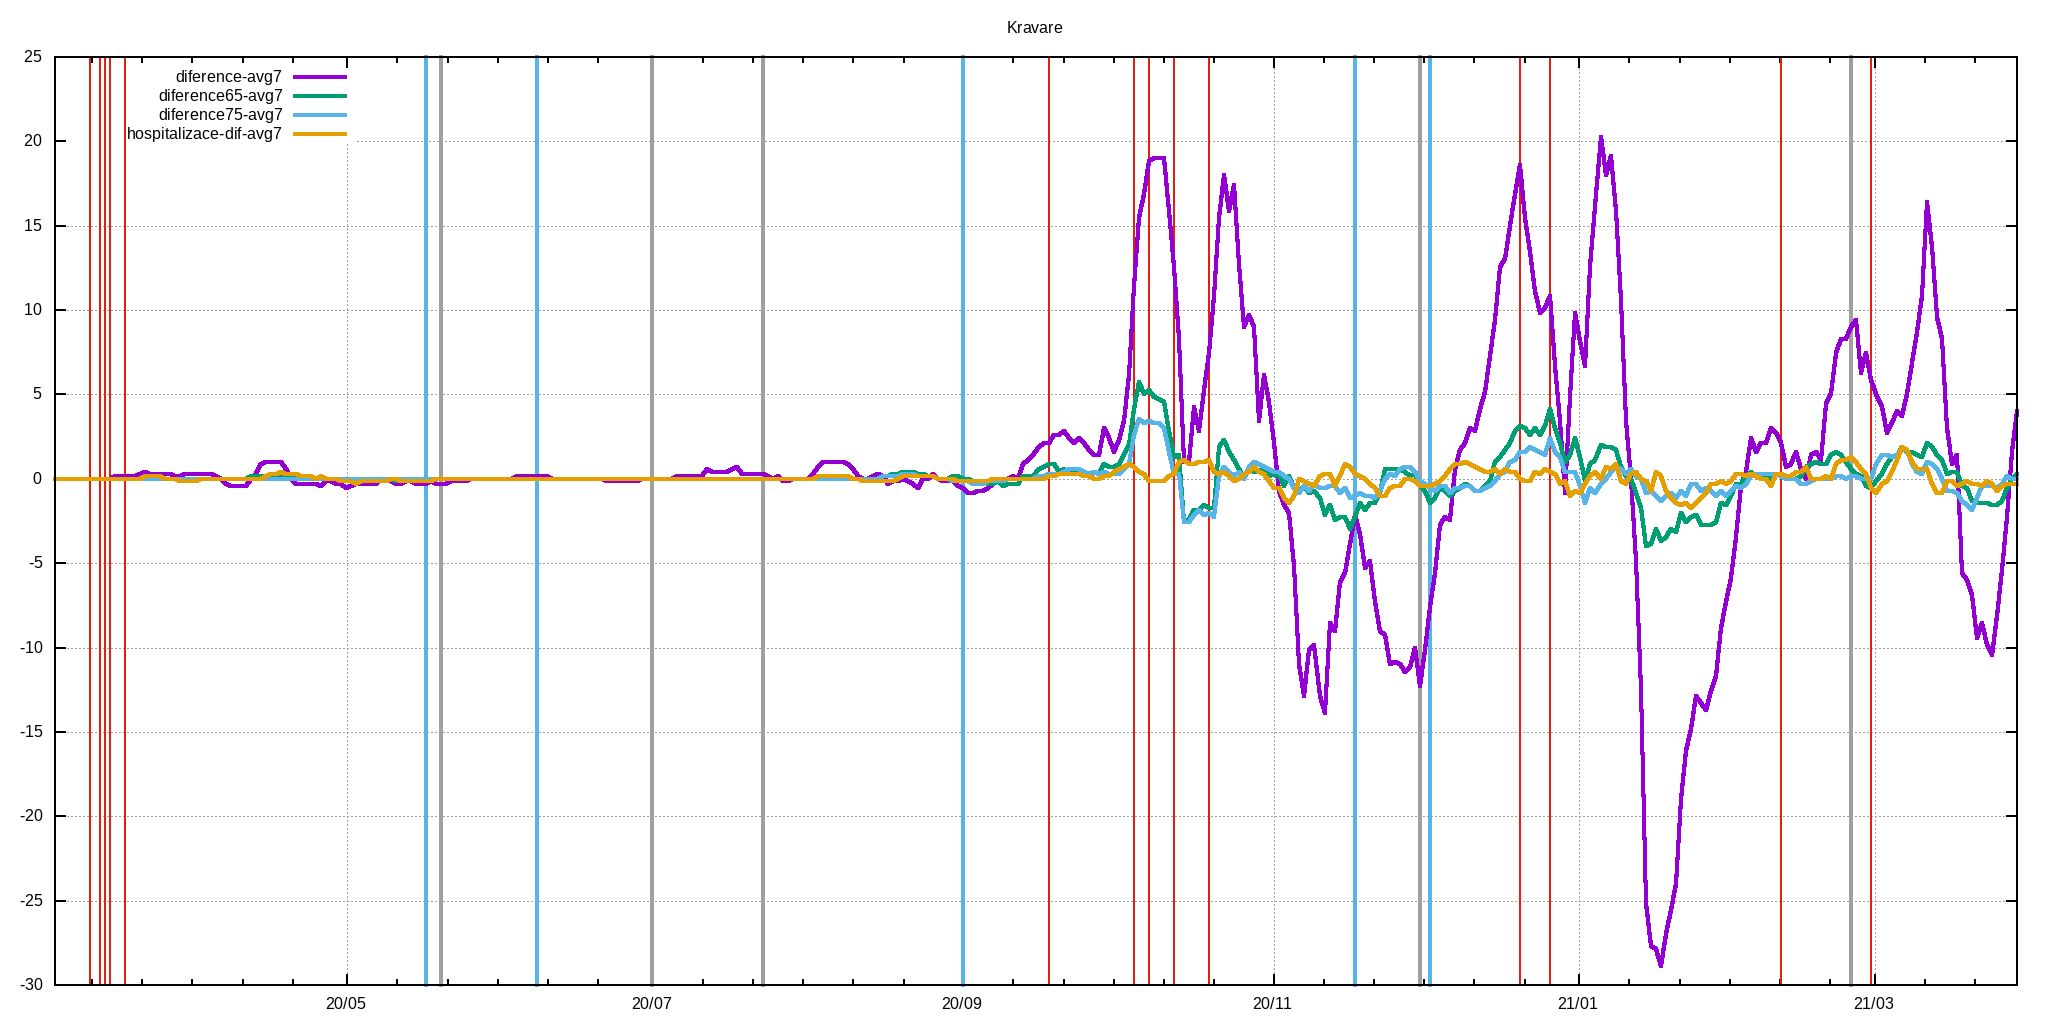 Kravare
diference-avg7
diference65-avg7
diference75-avg7
hospitalizace-dif-avg7
25
20
15
10
5
0
-5
-10
-15
-20
-25
-30
20/05 20/07 20/09 20/11 21/01 21/03